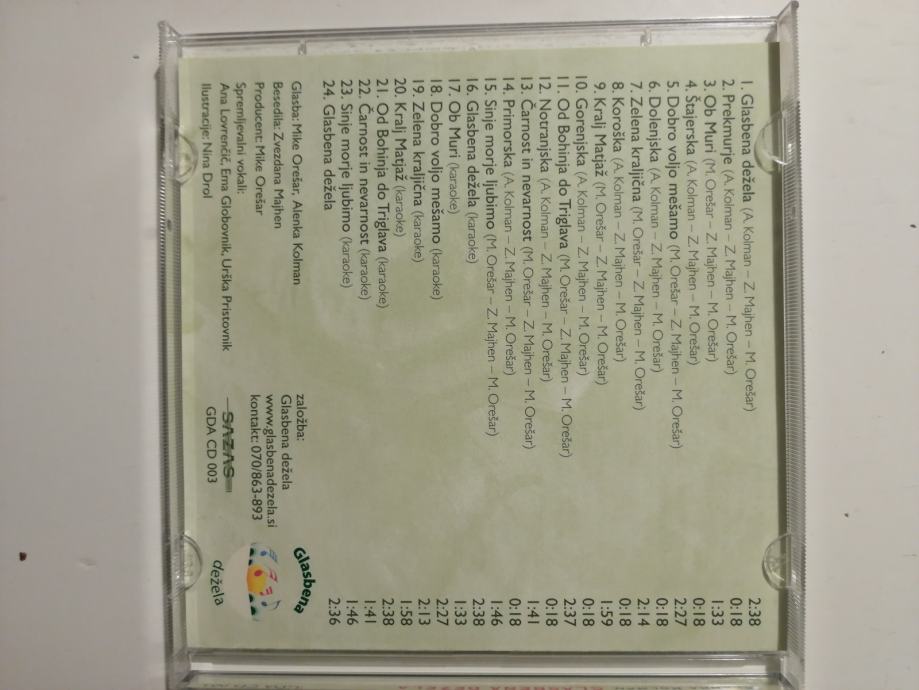 1. Glasbena dežela (A. Kolman – Z. Majhen – M. Orešar) 2:38
2. Prekmurje (A. Kolman – Z. Majhen – M. Orešar) 0:18
3. Ob Muri (M. Orešar – Z. Majhen – M. Orešar) 1:33
4. Štajerska (A. Kolman – Z. Majhen – M. Orešar) 0:18
5. Dobro voljo mešamo (M. Orešar – Z. Majhen – M. Orešar) 2:27
6. Dolenjska (A. Kolman – Z. Majhen – M. Orešar) 0:18
7. Zelena kraljična (M. Orešar – Z. Majhen – M. Orešar) 2:14
8. Koroška (A. Kolman – Z. Majhen – M. Orešar) 0:18
9. Kralj Matjaž (M. Orešar – Z. Majhen – M. Orešar) 1:59
10. Gorenjska (A. Kolman – Z. Majhen – M. Orešar) 0:18
11. Od Bohinja do Triglava (M. Orešar – Z. Majhen – M. Orešar) 2:37
12. Notranjska (A. Kolman – Z. Majhen – M. Orešar) 0:18
13. Čarnost in nevarnost (M. Orešar – Z. Majhen – M. Orešar) 1:41
14. Primorska (A. Kolman – Z. Majhen – M. Orešar) 0:18
15. Sinje morje ljubimo (M. Orešar – Z. Majhen – M. Orešar) 1:46
16. Glasbena dežela (karaoke) 2:38
17. Ob Muri (karaoke) 1:33
18. Dobro voljo mešamo (karaoke) 2:27
19. Zelena kraljična (karaoke) 2:13
20. Kralj Matjaž (karaoke) 1:58
21. Od Bohinja do Triglava (karaoke) 2:38
22. Čarnost in nevarnost (karaoke) 1:41
23. Sinje morje ljubimo (karaoke) 1:46
24. Glasbena dežela 2:36
Glasba: Mike Orešar, Alenka Kolman
Besedila: Zvezdana Majhen
Producent: Mike Orešar
Spremljevalni vokali:
Ana Lovrenčič, Ema Globovnik, Urška Pristovnik
Ilustracije: Nina Drol
založba:
Glasbena dežela
www.glasbenadezela.si
kontakt: 070/863-893
SAZAS
GDA CD 003
Glasbena
dežela